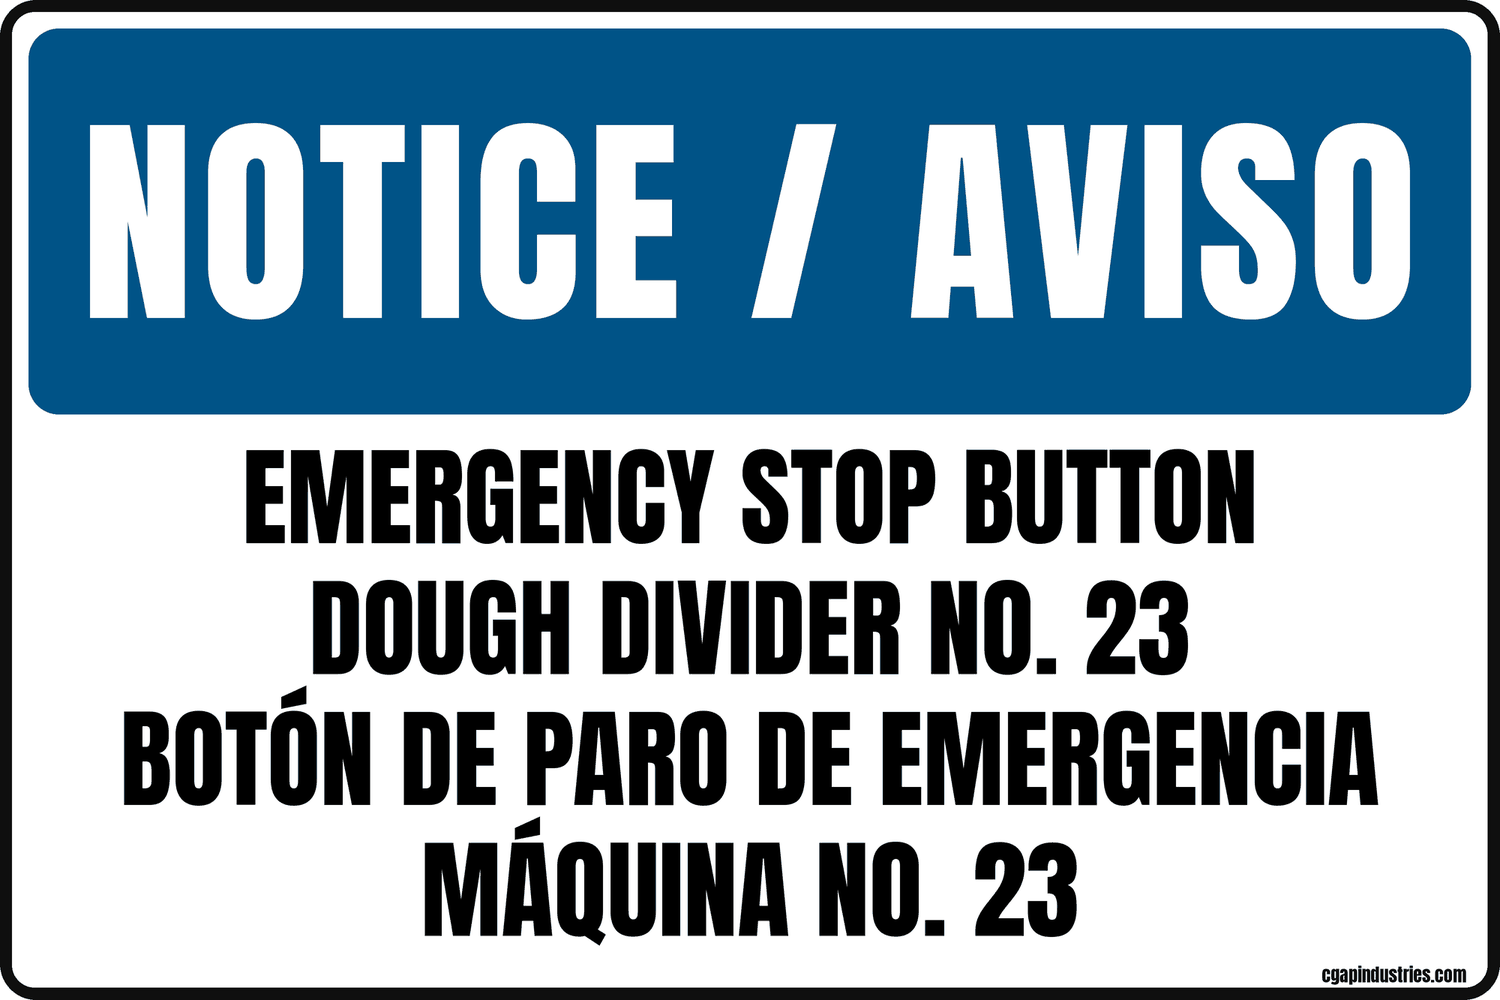 NOTICE / AVISO
EMERGENCY STOP BUTTON
DOUGH DIVIDER NO. 23
BOTÓN DE PARO DE EMERGENCIA
MÁQUINA NO. 23
cgapindustries.com